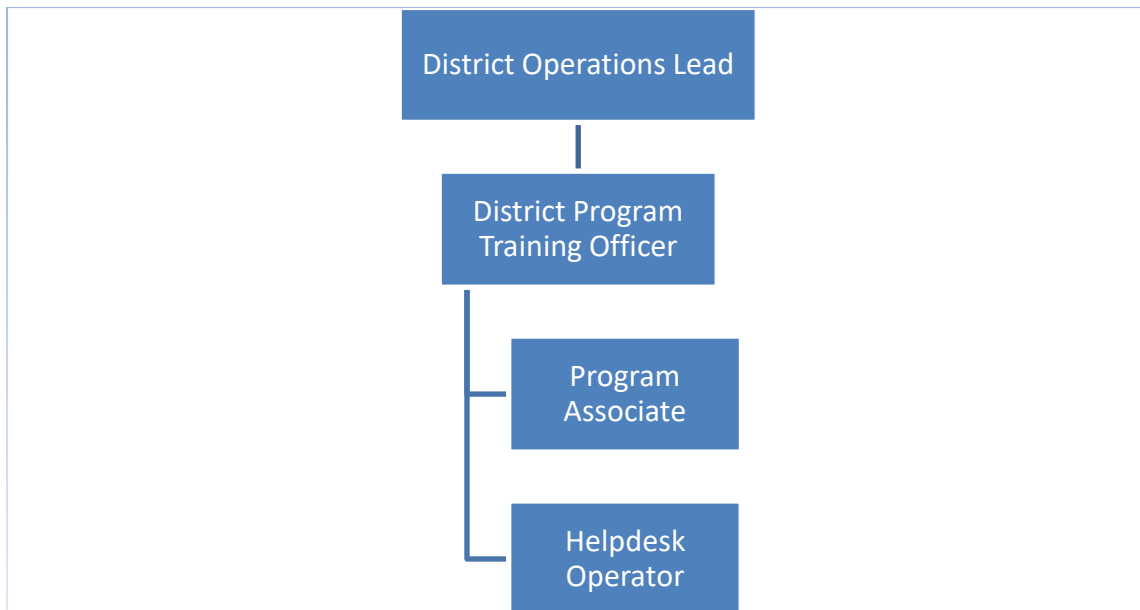 District Operations Lead
District Program
Training Officer
Program
Associate
Helpdesk
Operator